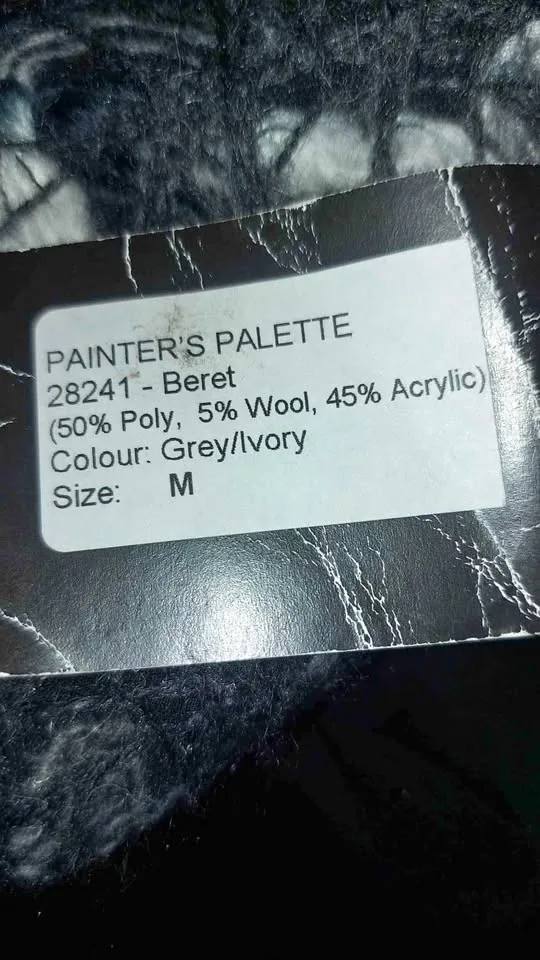 PAINTER'S PALETTE
28241 - Beret
(50% Poly, 5% Wool, 45% Acrylic)
Colour: Grey/Ivory
Size: M